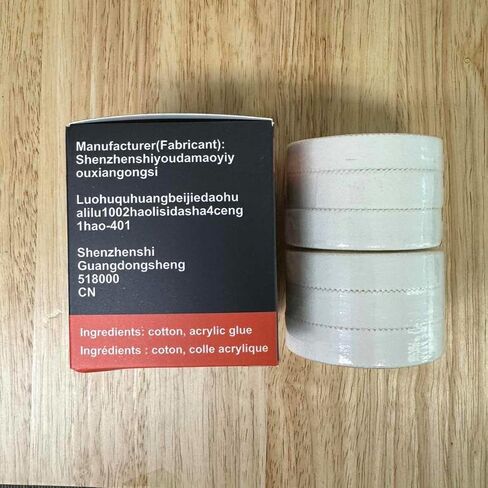 Manufacturer(Fabricant):
Shenzhenshiyoudamaoyiy
ouxiangongsi
Luohuquhuangbeijiedaohu
alilu1002haolisidasha4ceng
1hao-401
Shenzhenshi
Guangdongsheng
518000
CN
Ingredients: cotton, acrylic glue
Ingrédients : coton, colle acrylique